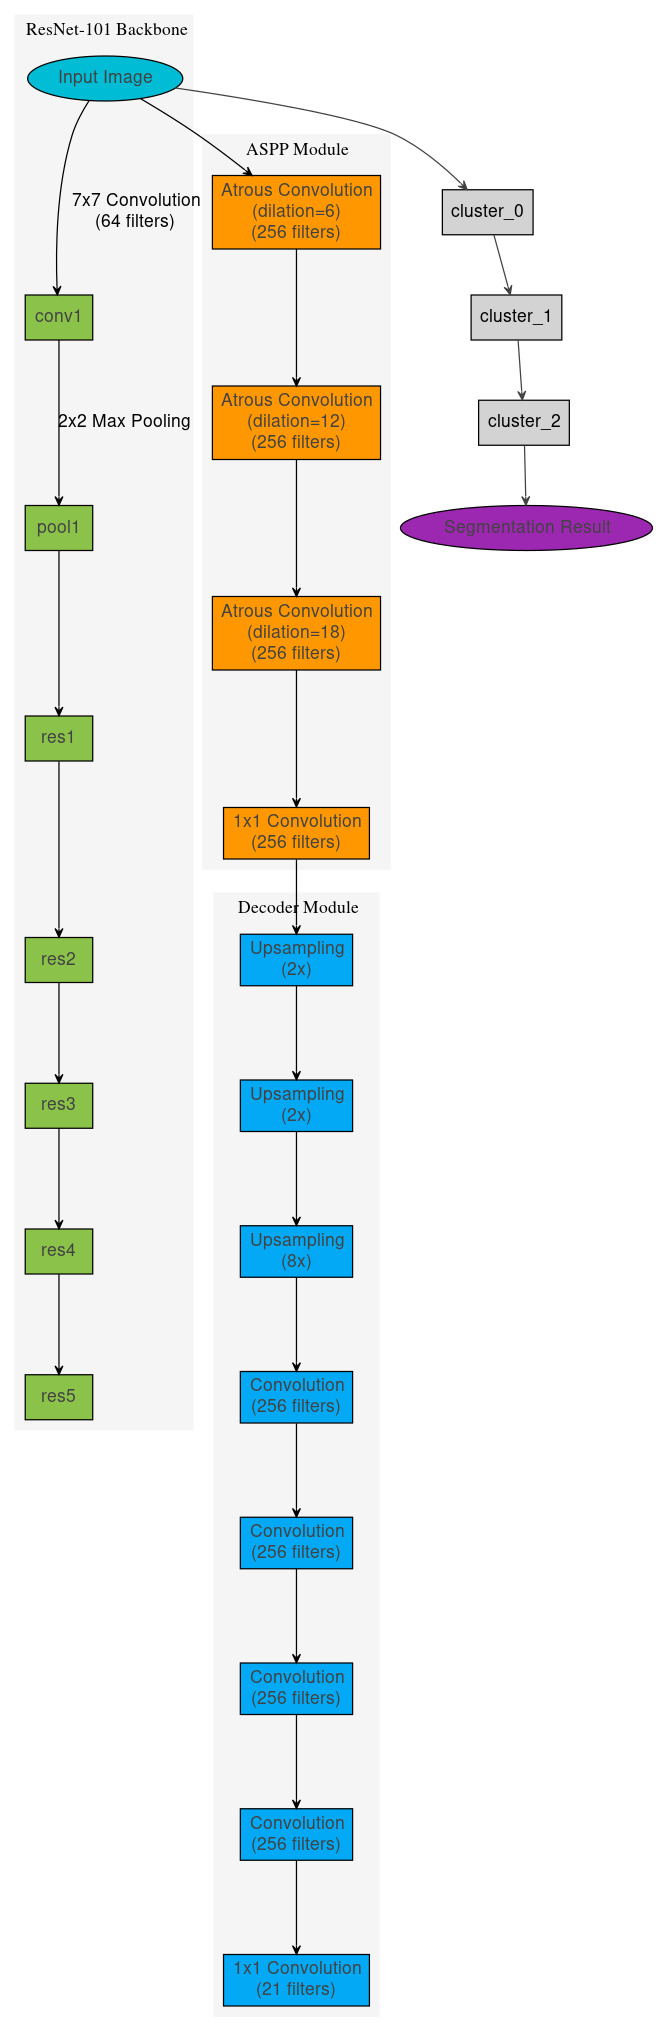 ResNet-101 Backbone
Input Image
7x7 Convolution
(64 filters)
conv1
2x2 Max Pooling
pool1
res1
res2
res3
res4
res5
ASPP Module
Atrous Convolution
(dilation=6)
(256 filters)
Atrous Convolution
(dilation=12)
(256 filters)
Atrous Convolution
(dilation=18)
(256 filters)
1x1 Convolution
(256 filters)
Decoder Module
Upsampling
(2x)
Upsampling
(2x)
Upsampling
(8x)
Convolution
(256 filters)
Convolution
(256 filters)
Convolution
(256 filters)
Convolution
(256 filters)
1x1 Convolution
(21 filters)
cluster_0
cluster_1
cluster_2
Segmentation Result